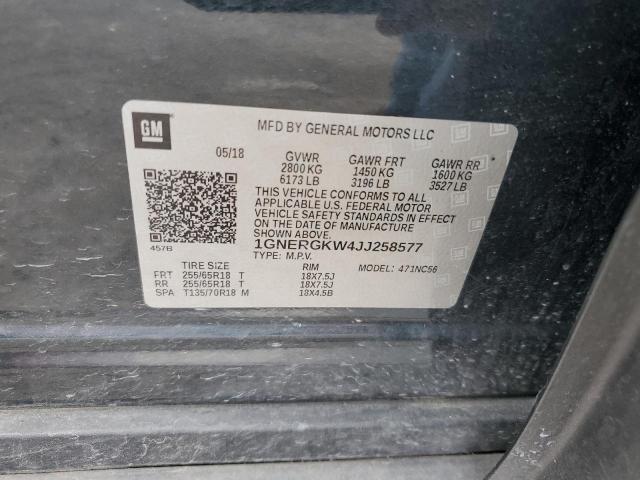 GM
MFD BY GENERAL MOTORS LLC
05/18 GVWR GAWR FRT GAWR RR
2800 KG 1450 KG 1600 KG
6173 LB 3196 LB 3527 LB
THIS VEHICLE CONFORMS TO ALL
APPLICABLE U.S. FEDERAL MOTOR
VEHICLE SAFETY STANDARDS IN EFFECT
ON THE DATE OF MANUFACTURE
SHOWN ABOVE.
1GNERGKW4JJ258577
457B
TYPE: M.P.V. MODEL: 471NC56
TIRE SIZE RIM
FRT 255/65R18 T 18X7.5J
RR 255/65R18 T 18X7.5J
SPA T135/70R18 M 18X4.5B